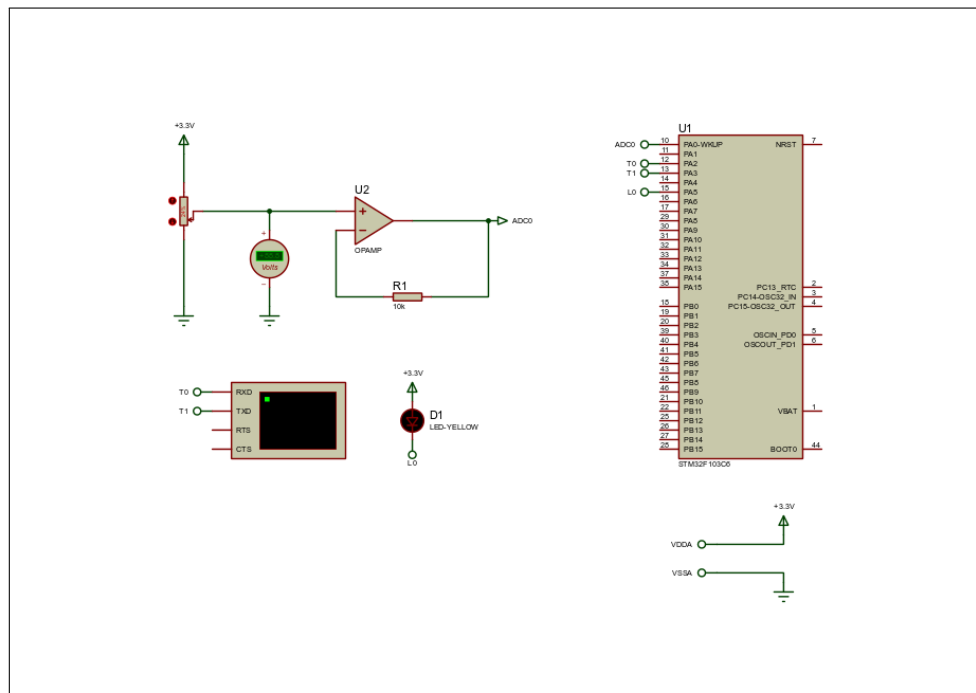 +3.3V
U2
+
−
OPAMP
ADC0
+
Volts
−
R1
10k
T0
RXD
T1
TXD
RTS
CTS
+3.3V
D1
LED-YELLOW
L0
U1
ADC0 10 PA0-WKUP NRST 7
11 PA1
T0 12 PA2
T1 13 PA3
14 PA4
L0 15 PA5
16 PA6
17 PA7
29 PA8
30 PA9
31 PA10
32 PA11
33 PA12
34 PA13
37 PA14
38 PA15 PC13_RTC 2
PC14-OSC32_IN 3
18 PB0 PC15-OSC32_OUT 4
19 PB1
20 PB2
39 PB3 OSCIN_PD0 5
40 PB4 OSCOUT_PD1 6
41 PB5
42 PB6
43 PB7
45 PB8
46 PB9
21 PB10
22 PB11 VBAT 1
25 PB12
26 PB13
27 PB14
28 PB15 BOOT0 44
STM32F103C6
+3.3V
VDDA
VSSA